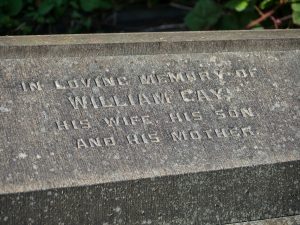 IN LOVING MEMORY OF
WILLIAM CAY,
HIS WIFE, HIS SON
AND HIS MOTHER.